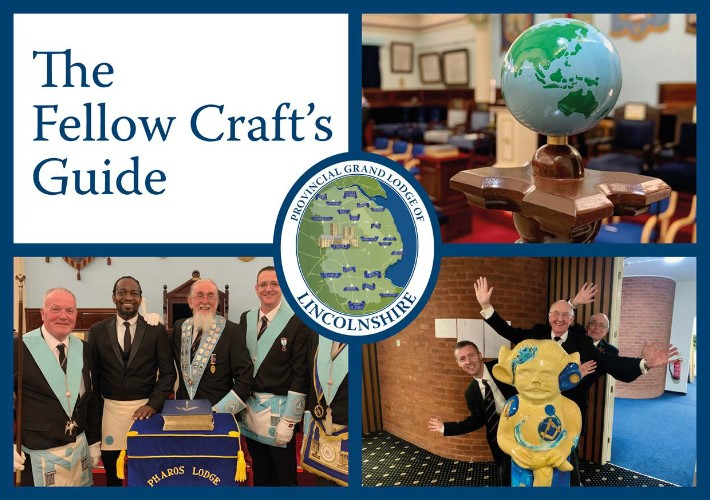 The
Fellow Craft's
Guide
PROVINCIAL GRAND LODGE OF
LINCOLNSHIRE
PHAROS LODGE